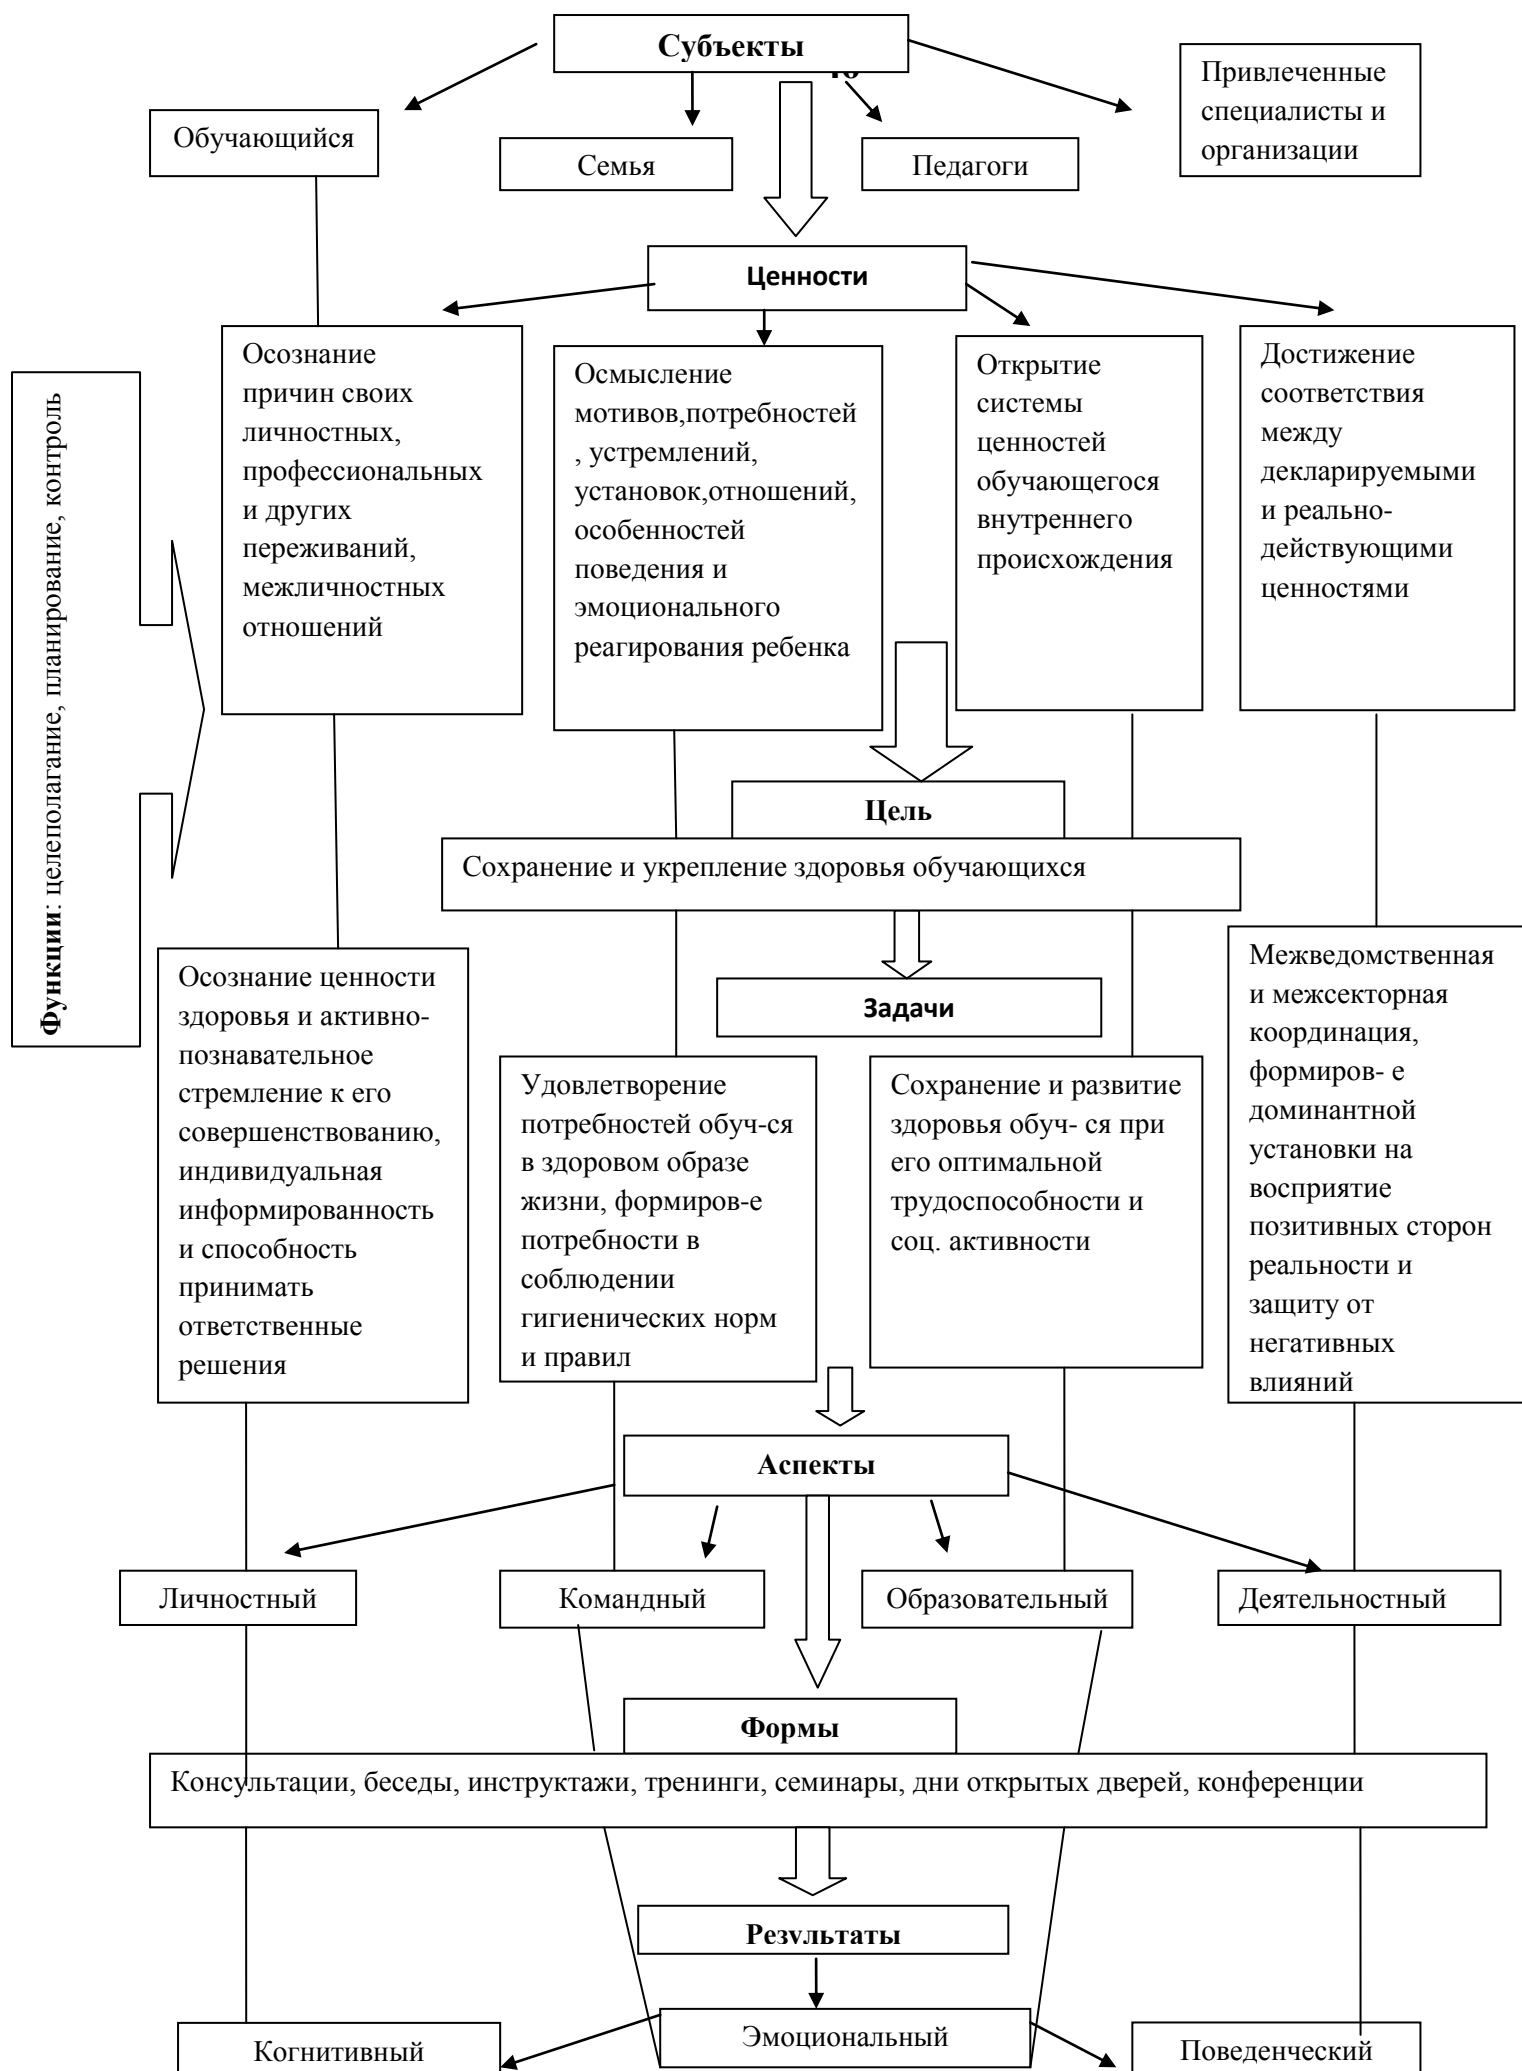 Субъекты
Привлеченные
специалисты и
организации
Обучающийся
Семья
Педагоги
Ценности
Осознание
причин своих
личностных,
профессиональных
и других
переживаний,
межличностных
отношений
Осмысление
мотивов,потребностей
, устремлений,
установок,отношений,
особенностей
поведения и
эмоционального
реагирования ребенка
Открытие
системы
ценностей
обучающегося
внутреннего
происхождения
Достижение
соответствия
между
декларируемыми
и реально-
действующими
ценностями
Функции: целеполагание, планирование, контроль
Цель
Сохранение и укрепление здоровья обучающихся
Задачи
Осознание ценности
здоровья и активно-
познавательное
стремление к его
совершенствованию,
индивидуальная
информированность
и способность
принимать
ответственные
решения
Удовлетворение
потребностей обуч-ся
в здоровом образе
жизни, формиров-е
потребности в
соблюдении
гигиенических норм
и правил
Сохранение и развитие
здоровья обуч- ся при
его оптимальной
трудоспособности и
соц. активности
Межведомственная
и межсекторная
координация,
формиров- е
доминантной
установки на
восприятие
позитивных сторон
реальности и
защиту от
негативных
влияний
Аспекты
Личностный
Командный
Образовательный
Деятельностный
Формы
Консультации, беседы, инструктажи, тренинги, семинары, дни открытых дверей, конференции
Результаты
Когнитивный
Эмоциональный
Поведенческий